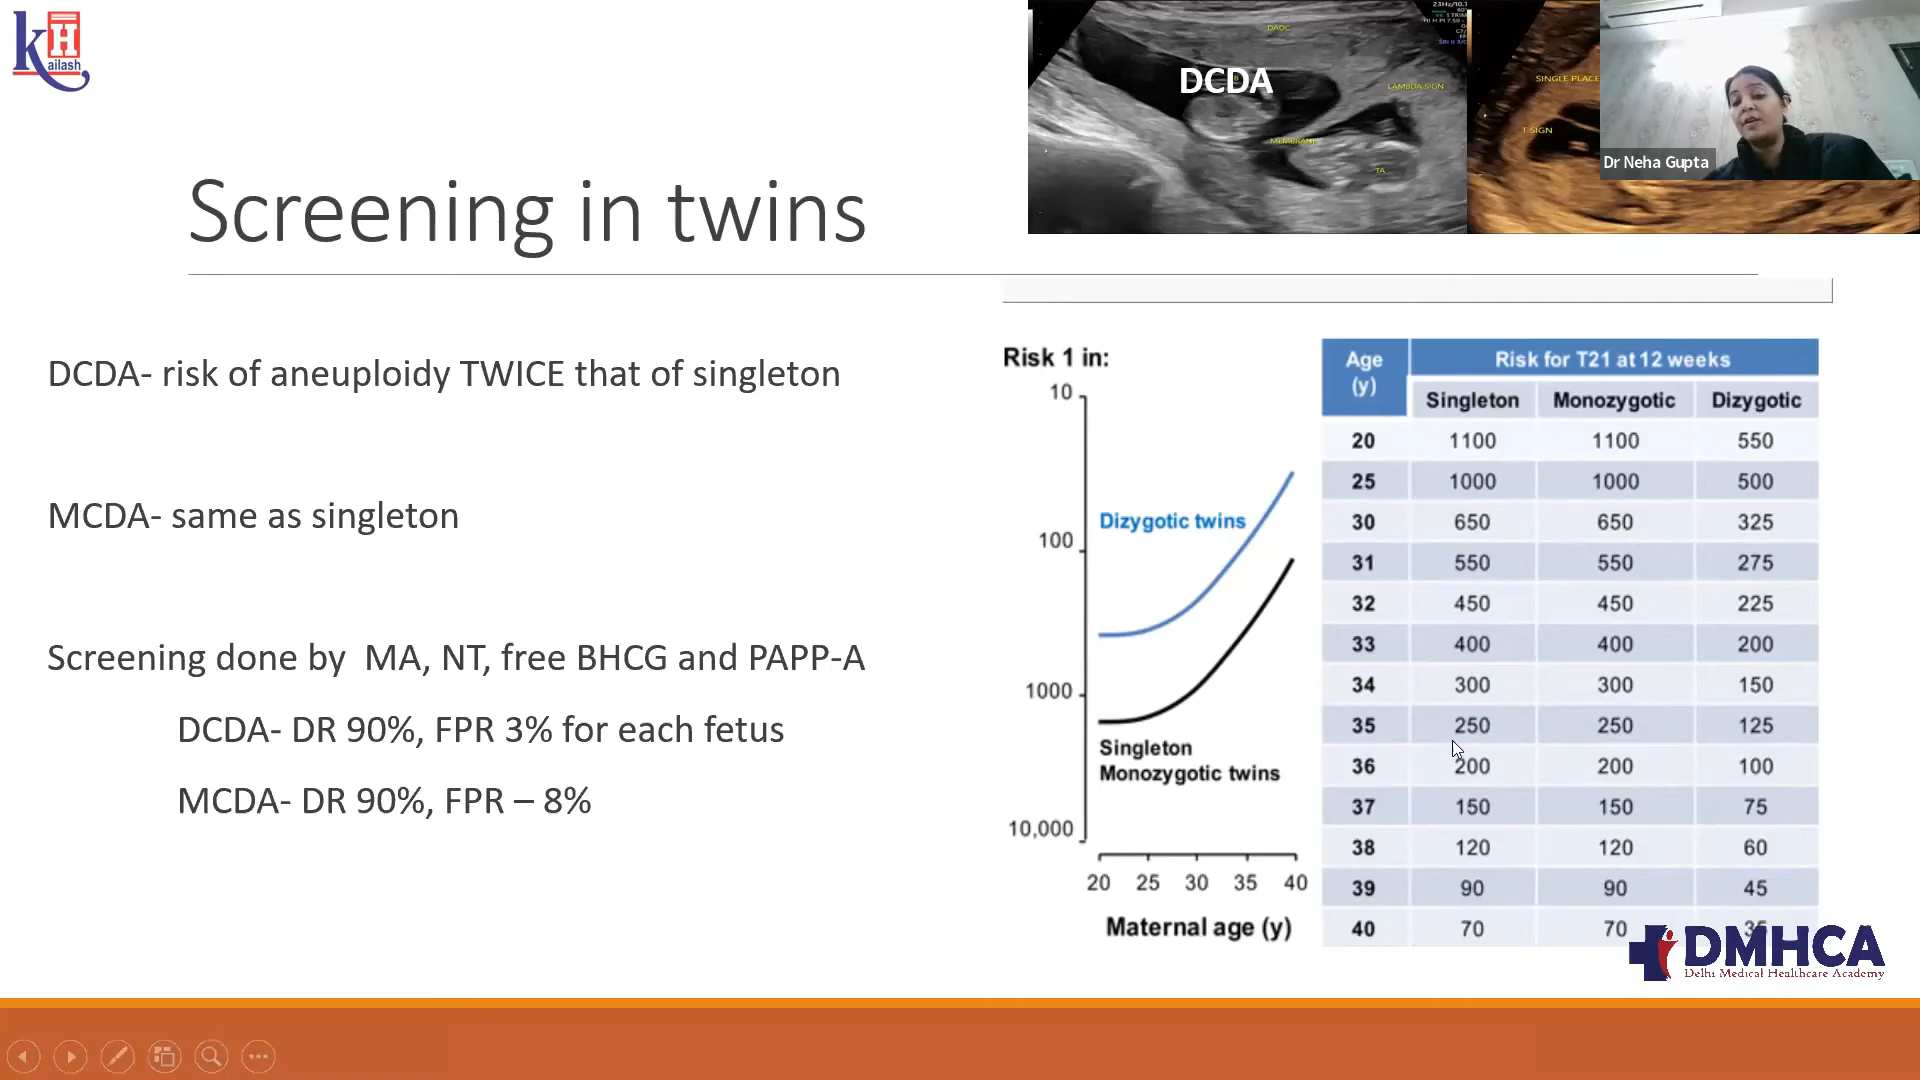 kH
ailash
DADC
DCDA
LAMBDA SIGN
MEMBRANE
TA
SINGLE PLACE
T SIGN
Dr Neha Gupta
Screening in twins
DCDA- risk of aneuploidy TWICE that of singleton
MCDA- same as singleton
Screening done by MA, NT, free BHCG and PAPP-A
DCDA- DR 90%, FPR 3% for each fetus
MCDA- DR 90%, FPR – 8%
Risk 1 in:
10
100
1000
10,000
Dizygotic twins
Singleton
Monozygotic twins
20 25 30 35 40
Maternal age (y)
Age (y) Risk for T21 at 12 weeks
Singleton Monozygotic Dizygotic
20 1100 1100 550
25 1000 1000 500
30 650 650 325
31 550 550 275
32 450 450 225
33 400 400 200
34 300 300 150
35 250 250 125
36 200 200 100
37 150 150 75
38 120 120 60
39 90 90 45
40 70 70 35
DMHCA
Delhi Medical Healthcare Academy